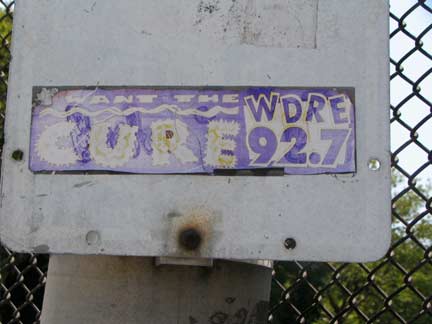 I WANT THE
CURE
WDRE
92.7